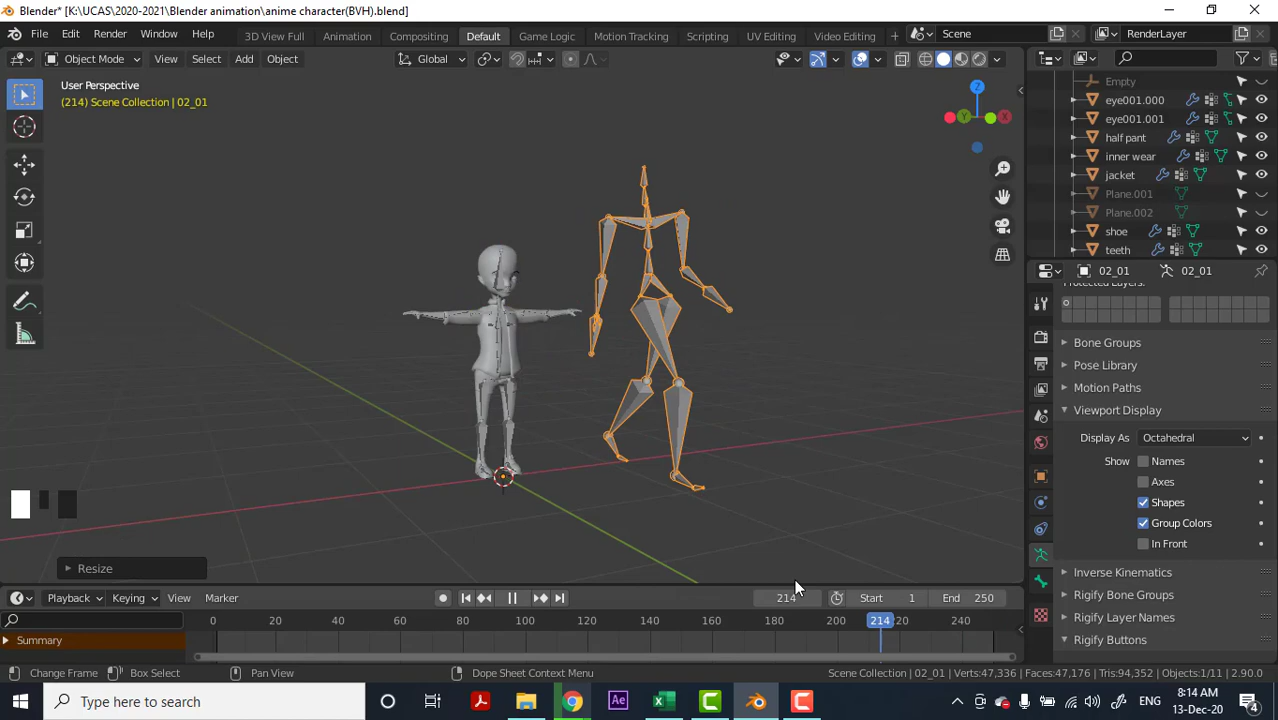 Blender* [K:\UCAS\2020-2021\Blender animation\anime character(BVH).blend]
File Edit Render Window Help 3D View Full Animation Compositing Default Game Logic Motion Tracking Scripting UV Editing Video Editing + Scene RenderLayer
Object Mode View Select Add Object Global
User Perspective
(214) Scene Collection | 02_01
Z
Y
X
Empty
eye001.000
eye001.001
half pant
inner wear
jacket
Plane.001
Plane.002
shoe
teeth
02_01 02_01
Protected Layers:
Bone Groups
Pose Library
Motion Paths
Viewport Display
Display As Octahedral
Show Names
Axes
Shapes
Group Colors
In Front
Inverse Kinematics
Rigify Bone Groups
Rigify Layer Names
Rigify Buttons
Resize
Playback Keying View Marker 214 Start 1 End 250
0 20 40 60 80 100 120 140 160 180 200 214 220 240
Summary
Change Frame Box Select Pan View Dope Sheet Context Menu Scene Collection | 02_01 | Verts:47,336 | Faces:47,176 | Tris:94,352 | Objects:1/11 | 2.90.0
Type here to search
Ae
ENG
8:14 AM
13-Dec-20
4